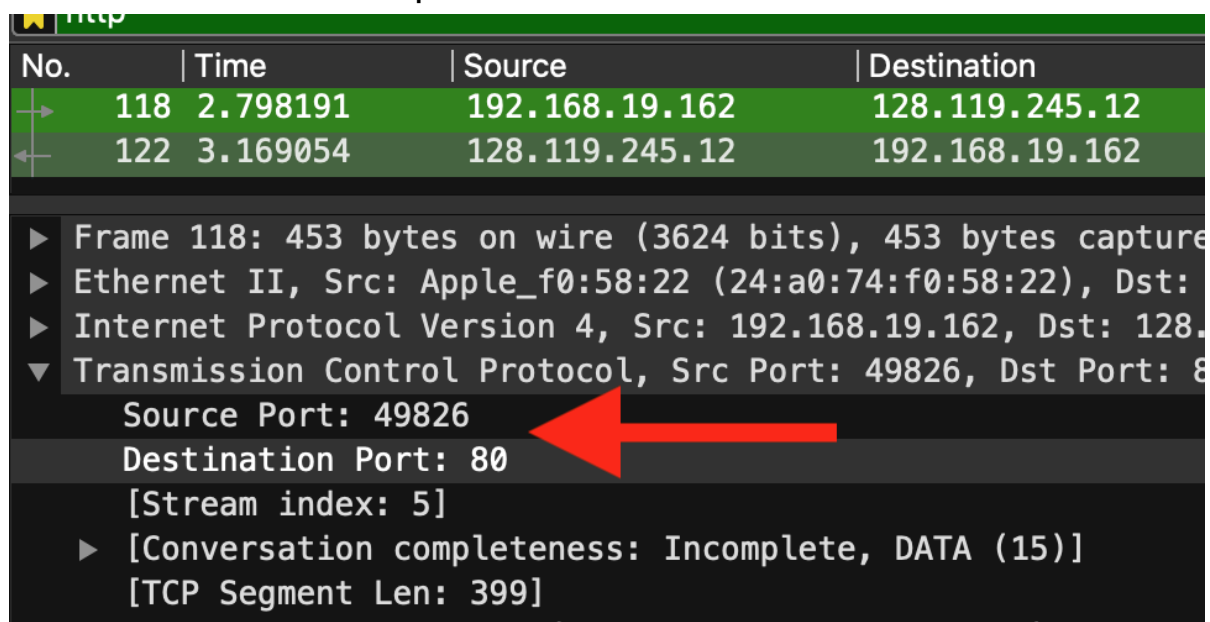 http
No. Time Source Destination
118 2.798191 192.168.19.162 128.119.245.12
122 3.169054 128.119.245.12 192.168.19.162
Frame 118: 453 bytes on wire (3624 bits), 453 bytes capture
Ethernet II, Src: Apple_f0:58:22 (24:a0:74:f0:58:22), Dst:
Internet Protocol Version 4, Src: 192.168.19.162, Dst: 128.
Transmission Control Protocol, Src Port: 49826, Dst Port: 8
Source Port: 49826
Destination Port: 80
[Stream index: 5]
[Conversation completeness: Incomplete, DATA (15)]
[TCP Segment Len: 399]